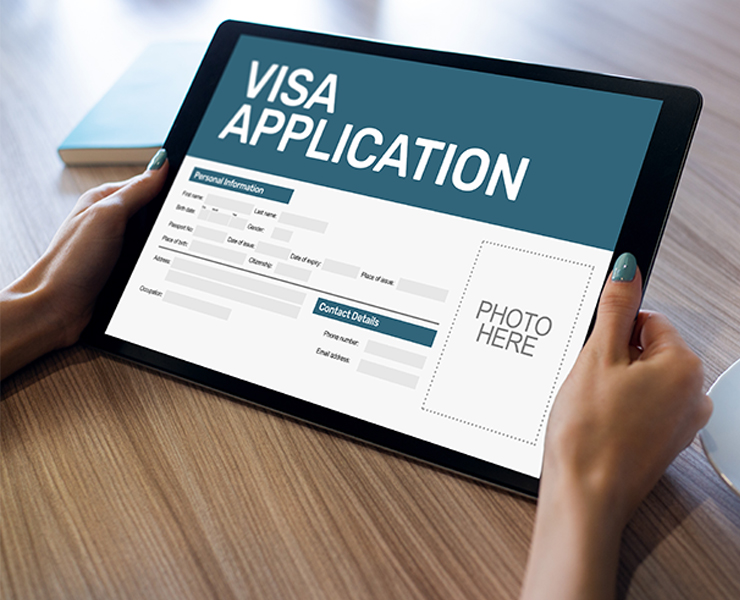 VISA
APPLICATION
Personal Information
First name:
Last name:
Birth date:
Gender:
Passport No:
Date of issue:
Date of expiry:
Place of issue:
Place of birth:
Citizenship:
Address:
Occupation:
Contact Details
Phone number:
Email address:
PHOTO
HERE